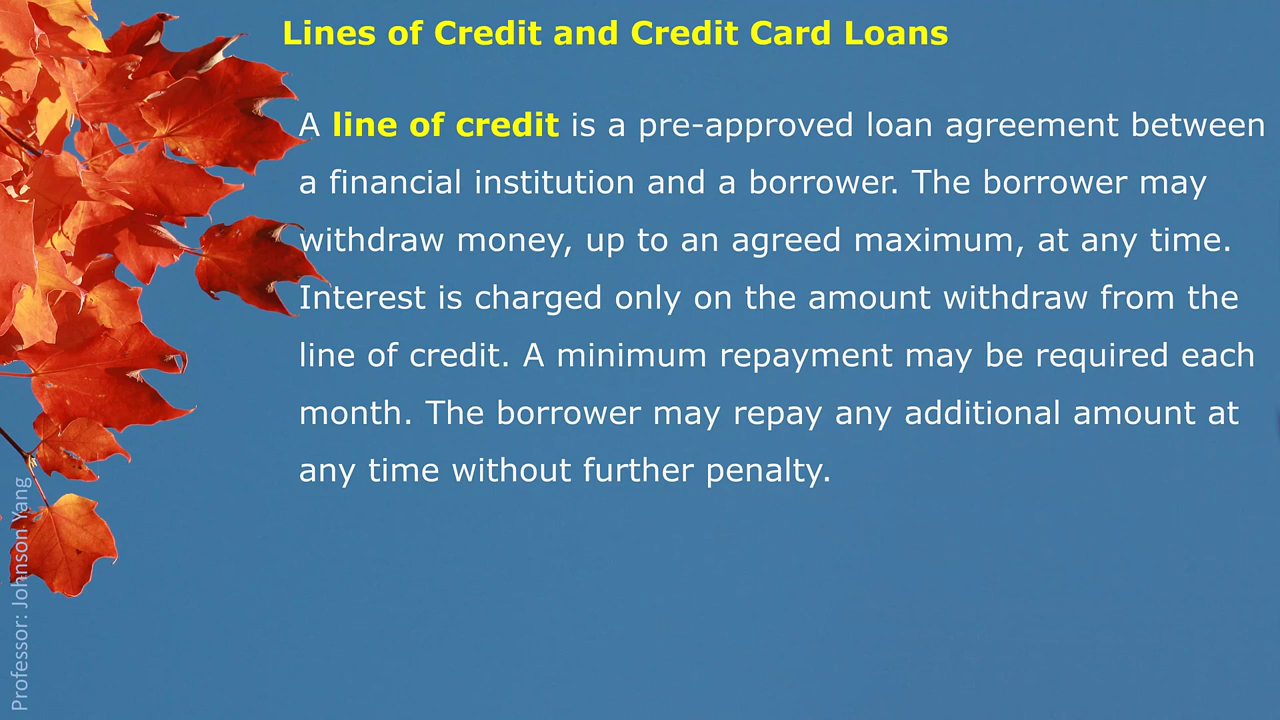 Lines of Credit and Credit Card Loans
A line of credit is a pre-approved loan agreement between
a financial institution and a borrower. The borrower may
withdraw money, up to an agreed maximum, at any time.
Interest is charged only on the amount withdraw from the
line of credit. A minimum repayment may be required each
month. The borrower may repay any additional amount at
any time without further penalty.
Professor: Johnson Yang